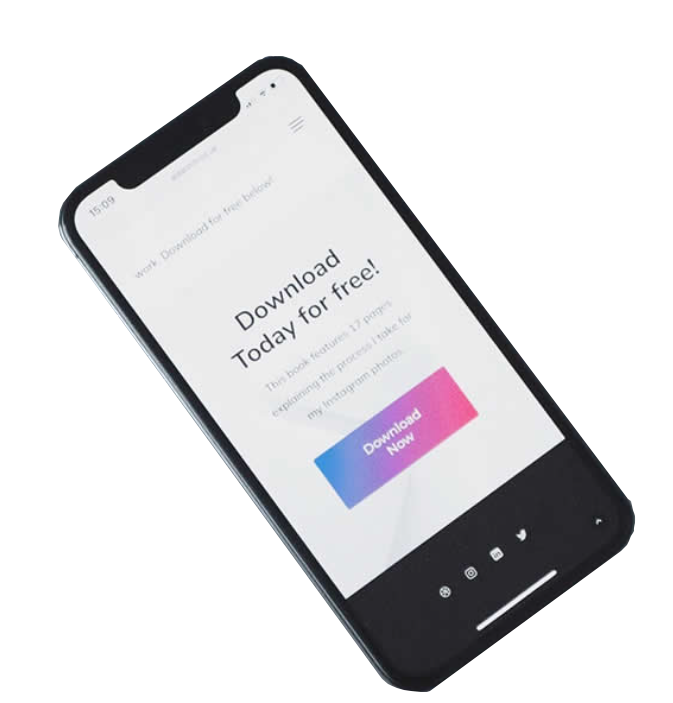 15:09
work. Download for free below!
Download
Today for free!
This book features 17 pages
explaining the process I take for
my Instagram photos.
Download
Now
in